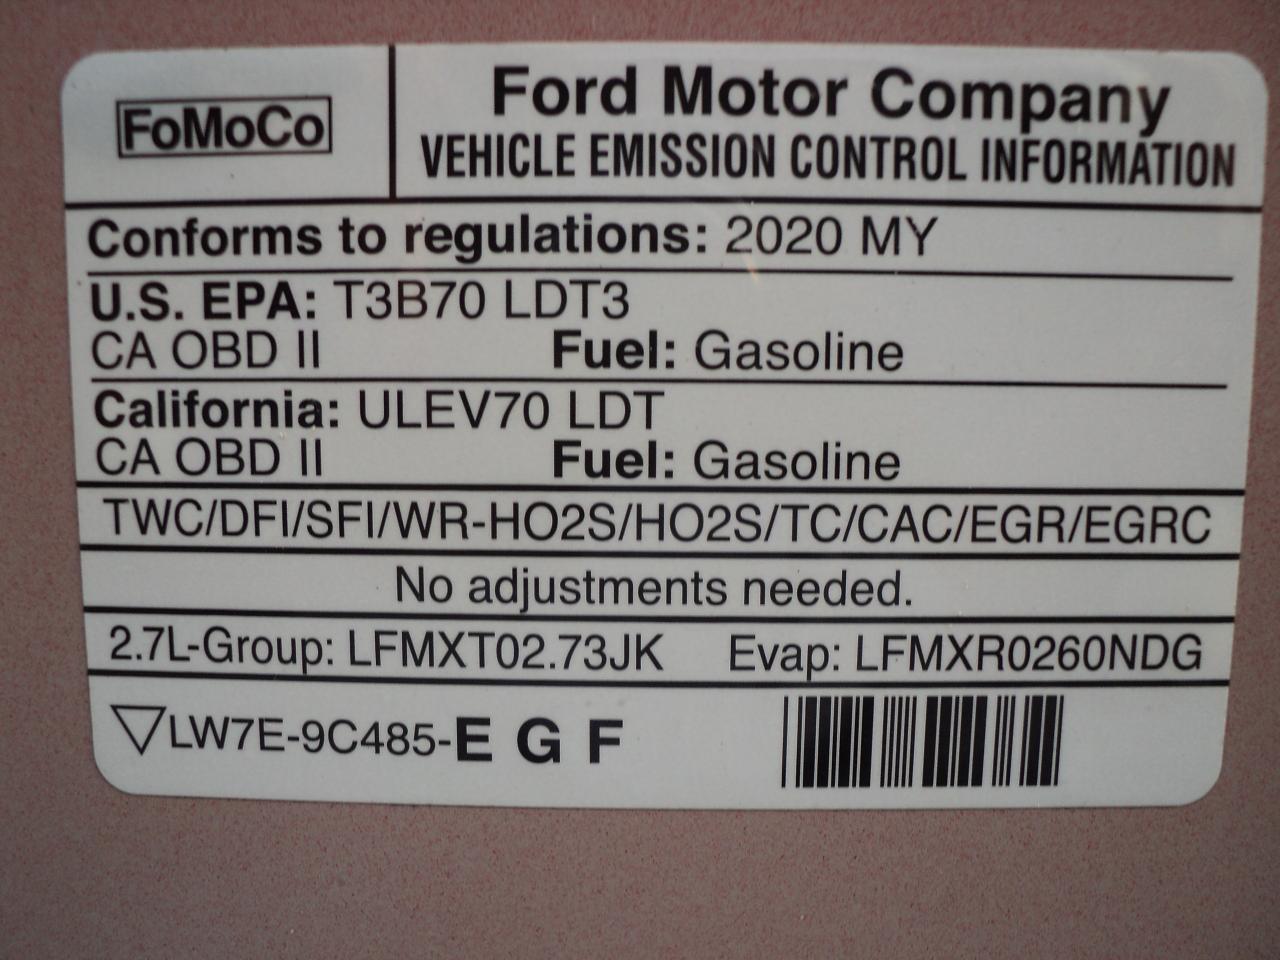 FoMoCo
Ford Motor Company
VEHICLE EMISSION CONTROL INFORMATION
Conforms to regulations: 2020 MY
U.S. EPA: T3B70 LDT3
CA OBD II Fuel: Gasoline
California: ULEV70 LDT
CA OBD II Fuel: Gasoline
TWC/DFI/SFI/WR-HO2S/HO2S/TC/CAC/EGR/EGRC
No adjustments needed.
2.7L-Group: LFMXT02.73JK Evap: LFMXR0260NDG
LW7E-9C485-E G F